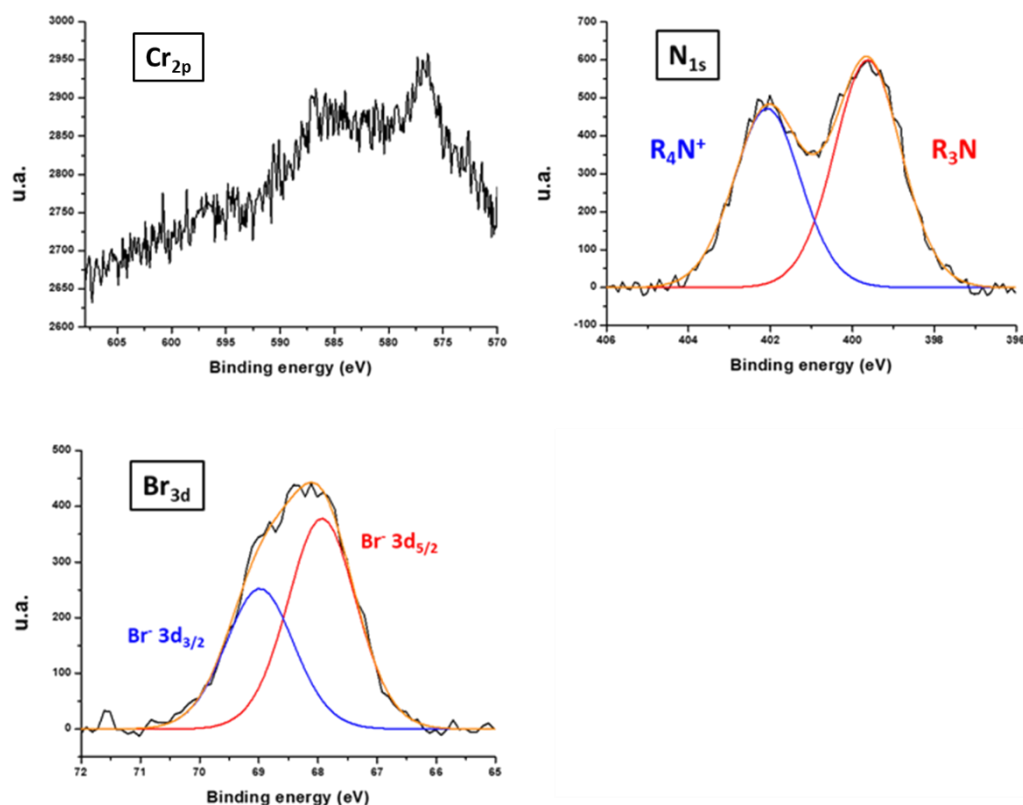 Cr2p
u.a.
3000
2950
2900
2850
2800
2750
2700
2650
2600
605 600 595 590 585 580 575 570
Binding energy (eV)
N1s
R4N+
R3N
u.a.
700
600
500
400
300
200
100
0
-100
406 404 402 400 398 396
Binding energy (eV)
Br3d
Br- 3d5/2
Br- 3d3/2
u.a.
500
400
300
200
100
0
72 71 70 69 68 67 66 65
Binding energy (eV)